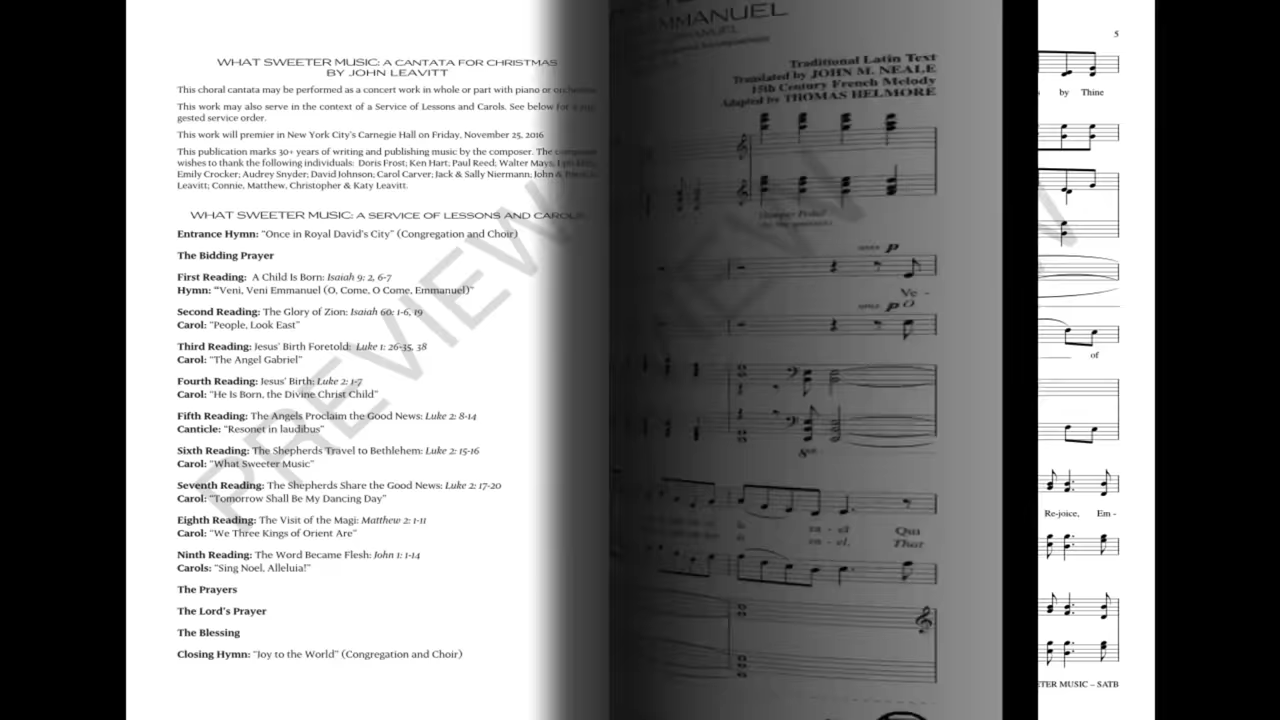 WHAT SWEETER MUSIC: A CANTATA FOR CHRISTMAS
BY JOHN LEAVITT
This choral cantata may be performed as a concert work in whole or part with piano or
This work may also serve in the context of a Service of Lessons and Carols. See below for a
gested service order.
This work will premier in New York City's Carnegie Hall on Friday, November 25, 2016
This publication marks 30+ years of writing and publishing music by the composer. The
wishes to thank the following individuals: Doris Frost; Ken Hart; Paul Reed; Walter Mays,
Emily Crocker; Audrey Snyder; David Johnson; Carol Carver; Jack & Sally Niermann; John &
Leavitt; Connie, Matthew, Christopher & Katy Leavitt.
WHAT SWEETER MUSIC: A SERVICE OF LESSONS AND CAROLS
Entrance Hymn: "Once in Royal David's City" (Congregation and Choir)
The Bidding Prayer
First Reading: A Child Is Born: Isaiah 9: 2, 6-7
Hymn: "Veni, Veni Emmanuel (O, Come, O Come, Emmanuel)"
Second Reading: The Glory of Zion: Isaiah 60: 1-6, 19
Carol: "People, Look East"
Third Reading: Jesus' Birth Foretold: Luke 1: 26-35, 38
Carol: "The Angel Gabriel"
Fourth Reading: Jesus' Birth: Luke 2: 1-7
Carol: "He Is Born, the Divine Christ Child"
Fifth Reading: The Angels Proclaim the Good News: Luke 2: 8-14
Canticle: "Resonet in laudibus"
Sixth Reading: The Shepherds Travel to Bethlehem: Luke 2: 15-16
Carol: "What Sweeter Music"
Seventh Reading: The Shepherds Share the Good News: Luke 2: 17-20
Carol: "Tomorrow Shall Be My Dancing Day"
Eighth Reading: The Visit of the Magi: Matthew 2: 1-11
Carol: "We Three Kings of Orient Are"
Ninth Reading: The Word Became Flesh: John 1: 1-14
Carols: "Sing Noel, Alleluia!"
The Prayers
The Lord's Prayer
The Blessing
Closing Hymn: "Joy to the World" (Congregation and Choir)
PREVIEW
EMMANUEL
Traditional Latin Text
Translated by JOHN M. NEALE
15th Century French Melody
Adapted by THOMAS HELMORE
unis p
Ve -
unis p O
8vb
ra - el Qui
ra - el, That
5
by Thine
of
Re-joice, Em -
TER MUSIC – SATB